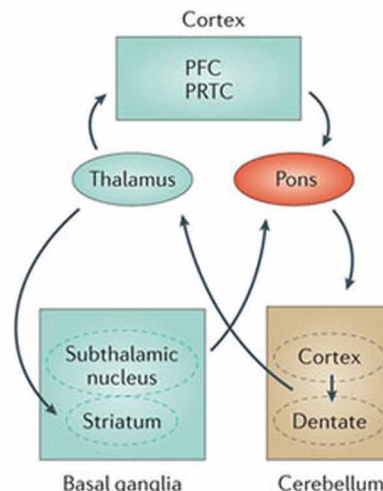 Cortex
PFC
PRTC
Thalamus
Pons
Subthalamic
nucleus
Striatum
Cortex
Dentate
Basal ganglia
Cerebellum